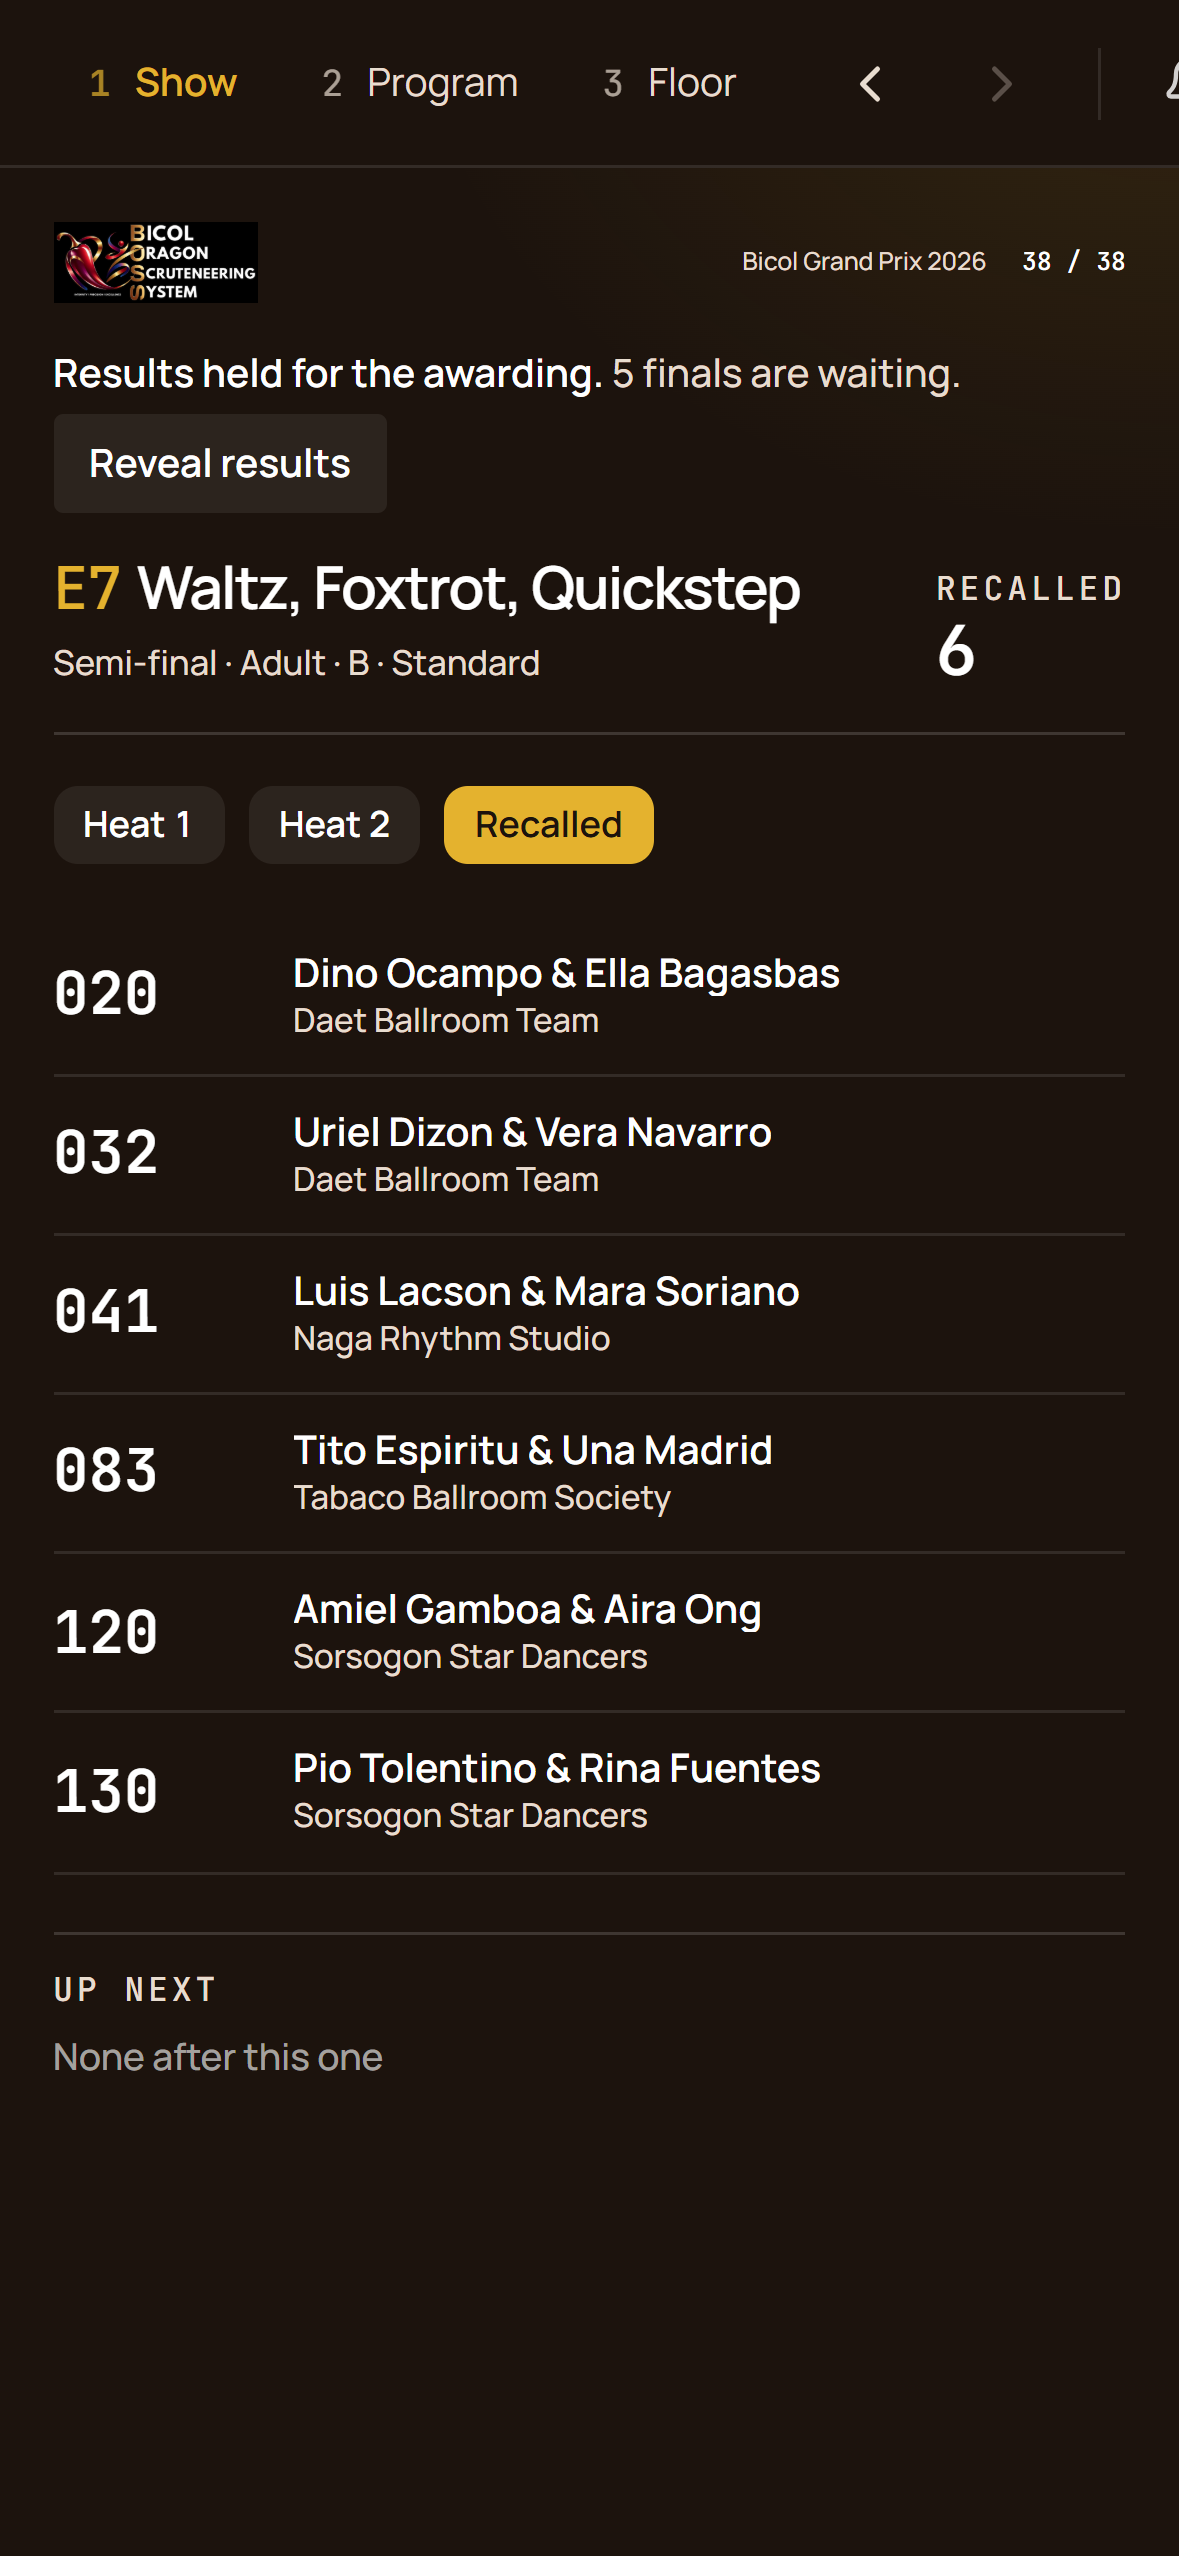 1 Show 2 Program 3 Floor
BICOL
DRAGON
SCRUTENEERING
SYSTEM
Bicol Grand Prix 2026 38 / 38
Results held for the awarding. 5 finals are waiting.
Reveal results
E7 Waltz, Foxtrot, Quickstep
RECALLED
6
Semi-final · Adult · B · Standard
Heat 1 Heat 2 Recalled
020 Dino Ocampo & Ella Bagasbas
Daet Ballroom Team
032 Uriel Dizon & Vera Navarro
Daet Ballroom Team
041 Luis Lacson & Mara Soriano
Naga Rhythm Studio
083 Tito Espiritu & Una Madrid
Tabaco Ballroom Society
120 Amiel Gamboa & Aira Ong
Sorsogon Star Dancers
130 Pio Tolentino & Rina Fuentes
Sorsogon Star Dancers
UP NEXT
None after this one